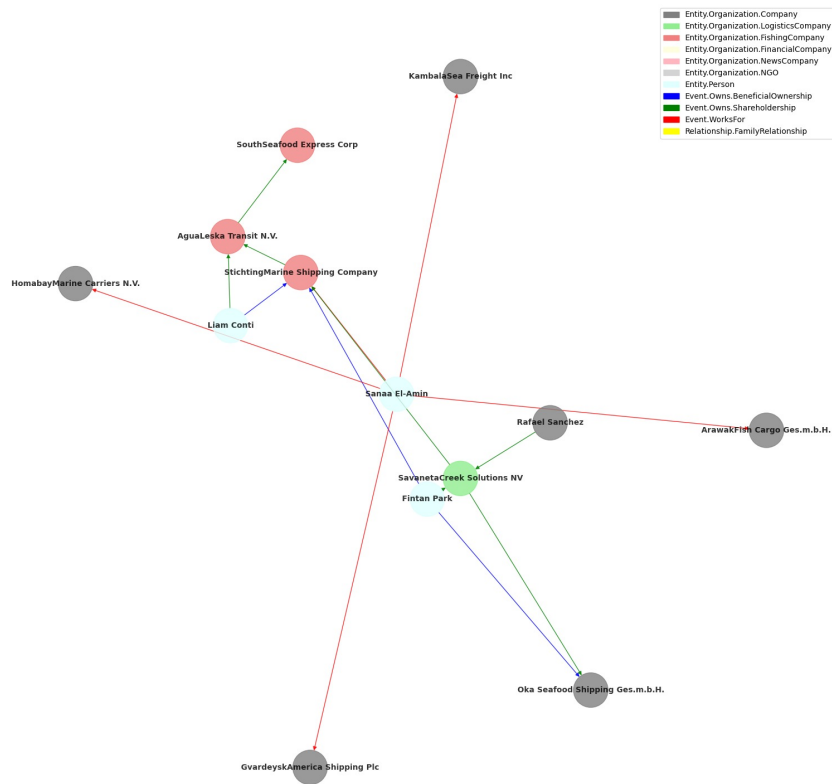 Entity.Organization.Company
Entity.Organization.LogisticsCompany
Entity.Organization.FishingCompany
Entity.Organization.FinancialCompany
Entity.Organization.NewsCompany
Entity.Organization.NGO
Entity.Person
Event.Owns.BeneficialOwnership
Event.Owns.Shareholdership
Event.WorksFor
Relationship.FamilyRelationship
KambalaSea Freight Inc
SouthSeafood Express Corp
AguaLeska Transit N.V.
StichtingMarine Shipping Company
HomabayMarine Carriers N.V.
Liam Conti
Sanaa El-Amin
Rafael Sanchez
ArawakFish Cargo Ges.m.b.H.
SavanetaCreek Solutions NV
Fintan Park
Oka Seafood Shipping Ges.m.b.H.
GvardeyskAmerica Shipping Plc